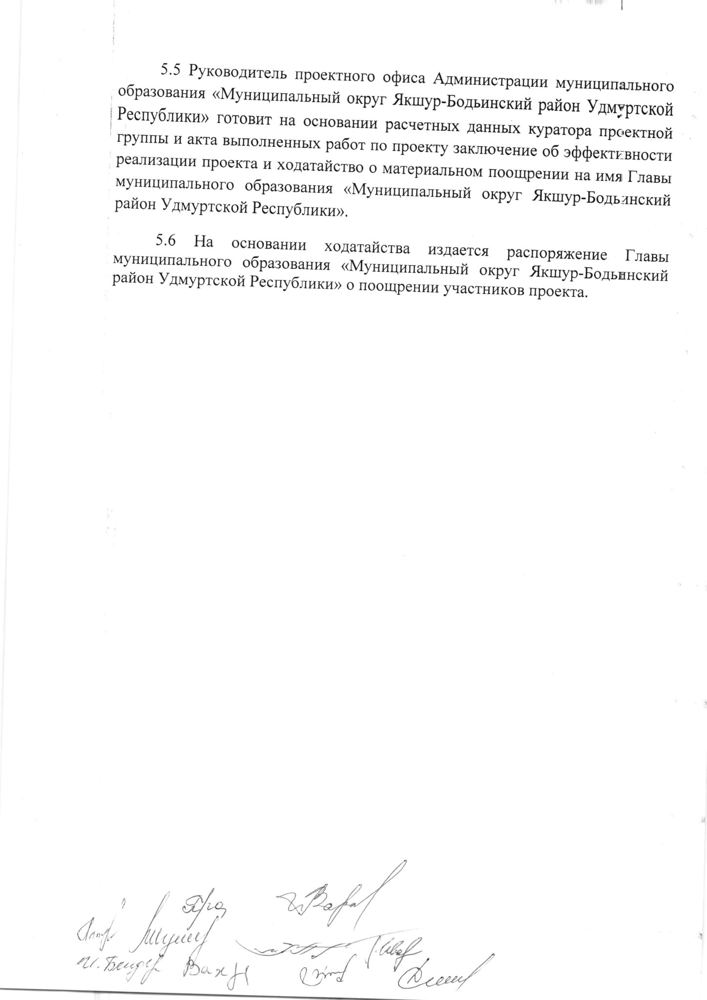 5.5 Руководитель проектного офиса Администрации муниципального
образования «Муниципальный округ Якшур-Бодьинский район Удмуртской
Республики» готовит на основании расчетных данных куратора проектной
группы и акта выполненных работ по проекту заключение об эффективности
реализации проекта и ходатайство о материальном поощрении на имя Главы
муниципального образования «Муниципальный округ Якшур-Бодьинский
район Удмуртской Республики».
5.6 На основании ходатайства издается распоряжение Главы
муниципального образования «Муниципальный округ Якшур-Бодьинский
район Удмуртской Республики» о поощрении участников проекта.